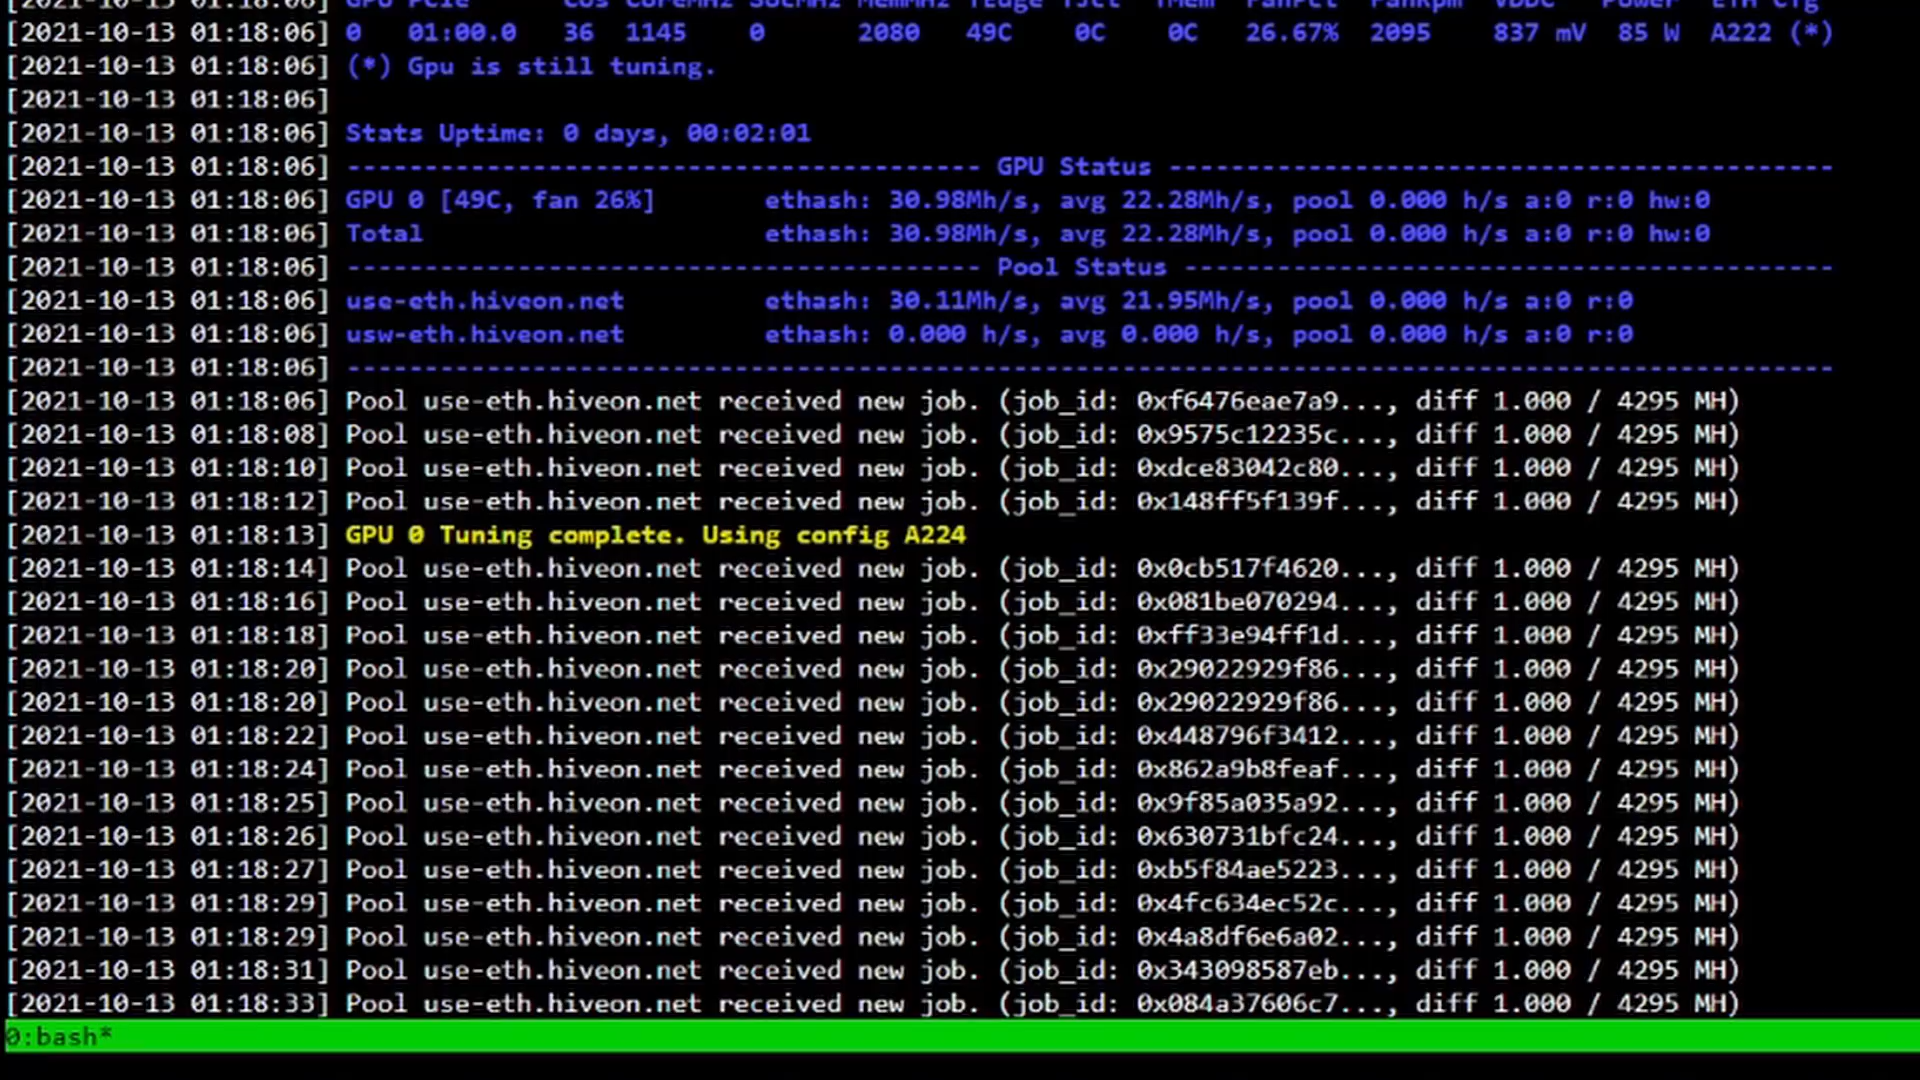 [2021-10-13 01:18:06] GPU PCIe CUs CoreMHz SocMHz MemMHz TEdge TJct TMem FanPct FanRpm VDDC Power ETH Cfg
[2021-10-13 01:18:06] 0 01:00.0 36 1145 0 2080 49C 0C 0C 26.67% 2095 837 mV 85 W A222 (*)
[2021-10-13 01:18:06] (*) Gpu is still tuning.
[2021-10-13 01:18:06]
[2021-10-13 01:18:06] Stats Uptime: 0 days, 00:02:01
[2021-10-13 01:18:06] ----------------------------------------- GPU Status -------------------------------------------
[2021-10-13 01:18:06] GPU 0 [49C, fan 26%] ethash: 30.98Mh/s, avg 22.28Mh/s, pool 0.000 h/s a:0 r:0 hw:0
[2021-10-13 01:18:06] Total ethash: 30.98Mh/s, avg 22.28Mh/s, pool 0.000 h/s a:0 r:0 hw:0
[2021-10-13 01:18:06] ----------------------------------------- Pool Status ------------------------------------------
[2021-10-13 01:18:06] use-eth.hiveon.net ethash: 30.11Mh/s, avg 21.95Mh/s, pool 0.000 h/s a:0 r:0
[2021-10-13 01:18:06] usw-eth.hiveon.net ethash: 0.000 h/s, avg 0.000 h/s, pool 0.000 h/s a:0 r:0
[2021-10-13 01:18:06] ------------------------------------------------------------------------------------------------
[2021-10-13 01:18:06] Pool use-eth.hiveon.net received new job. (job_id: 0xf6476eae7a9..., diff 1.000 / 4295 MH)
[2021-10-13 01:18:08] Pool use-eth.hiveon.net received new job. (job_id: 0x9575c12235c..., diff 1.000 / 4295 MH)
[2021-10-13 01:18:10] Pool use-eth.hiveon.net received new job. (job_id: 0xdce83042c80..., diff 1.000 / 4295 MH)
[2021-10-13 01:18:12] Pool use-eth.hiveon.net received new job. (job_id: 0x148ff5f139f..., diff 1.000 / 4295 MH)
[2021-10-13 01:18:13] GPU 0 Tuning complete. Using config A224
[2021-10-13 01:18:14] Pool use-eth.hiveon.net received new job. (job_id: 0x0cb517f4620..., diff 1.000 / 4295 MH)
[2021-10-13 01:18:16] Pool use-eth.hiveon.net received new job. (job_id: 0x081be070294..., diff 1.000 / 4295 MH)
[2021-10-13 01:18:18] Pool use-eth.hiveon.net received new job. (job_id: 0xff33e94ff1d..., diff 1.000 / 4295 MH)
[2021-10-13 01:18:20] Pool use-eth.hiveon.net received new job. (job_id: 0x29022929f86..., diff 1.000 / 4295 MH)
[2021-10-13 01:18:20] Pool use-eth.hiveon.net received new job. (job_id: 0x29022929f86..., diff 1.000 / 4295 MH)
[2021-10-13 01:18:22] Pool use-eth.hiveon.net received new job. (job_id: 0x448796f3412..., diff 1.000 / 4295 MH)
[2021-10-13 01:18:24] Pool use-eth.hiveon.net received new job. (job_id: 0x862a9b8feaf..., diff 1.000 / 4295 MH)
[2021-10-13 01:18:25] Pool use-eth.hiveon.net received new job. (job_id: 0x9f85a035a92..., diff 1.000 / 4295 MH)
[2021-10-13 01:18:26] Pool use-eth.hiveon.net received new job. (job_id: 0x630731bfc24..., diff 1.000 / 4295 MH)
[2021-10-13 01:18:27] Pool use-eth.hiveon.net received new job. (job_id: 0xb5f84ae5223..., diff 1.000 / 4295 MH)
[2021-10-13 01:18:29] Pool use-eth.hiveon.net received new job. (job_id: 0x4fc634ec52c..., diff 1.000 / 4295 MH)
[2021-10-13 01:18:29] Pool use-eth.hiveon.net received new job. (job_id: 0x4a8df6e6a02..., diff 1.000 / 4295 MH)
[2021-10-13 01:18:31] Pool use-eth.hiveon.net received new job. (job_id: 0x343098587eb..., diff 1.000 / 4295 MH)
[2021-10-13 01:18:33] Pool use-eth.hiveon.net received new job. (job_id: 0x084a37606c7..., diff 1.000 / 4295 MH)
0:bash*